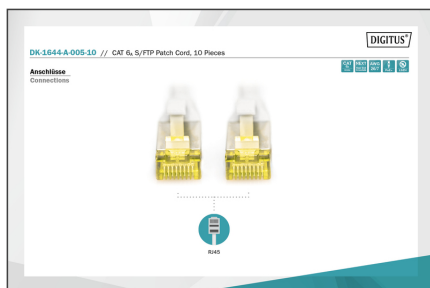 DIGITUS®
DK-1644-A-005-10 // CAT 6A S/FTP Patch Cord, 10 Pieces
Anschlüsse
Connections
RJ45